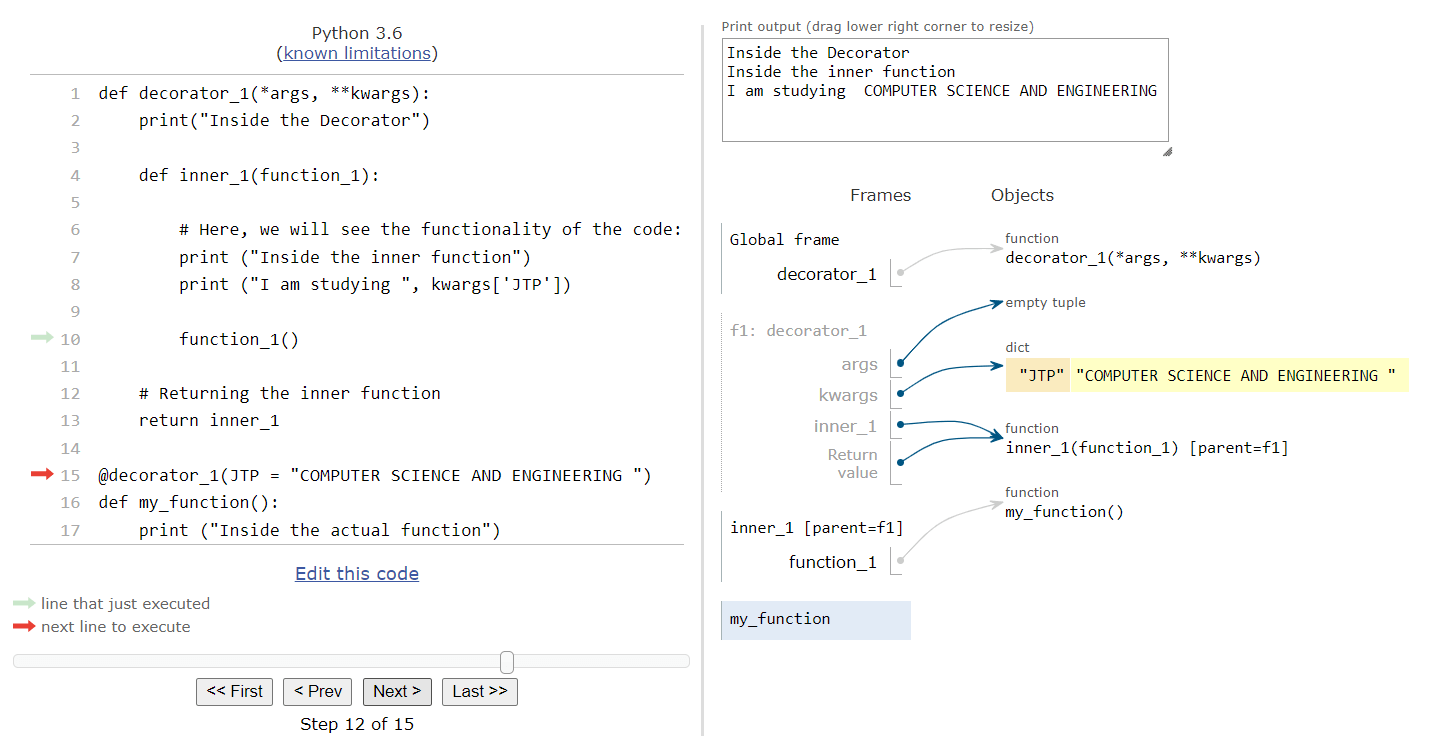 Python 3.6
(known limitations)
1 def decorator_1(*args, **kwargs):
2     print("Inside the Decorator")
3
4     def inner_1(function_1):
5
6         # Here, we will see the functionality of the code:
7         print ("Inside the inner function")
8         print ("I am studying ", kwargs['JTP'])
9
10         function_1()
11
12     # Returning the inner function
13     return inner_1
14
15 @decorator_1(JTP = "COMPUTER SCIENCE AND ENGINEERING ")
16 def my_function():
17     print ("Inside the actual function")
Edit this code
line that just executed
next line to execute
<< First  < Prev  Next >  Last >>
Step 12 of 15
Print output (drag lower right corner to resize)
Inside the Decorator
Inside the inner function
I am studying  COMPUTER SCIENCE AND ENGINEERING
Frames  Objects
Global frame
decorator_1
function
decorator_1(*args, **kwargs)
f1: decorator_1
args
kwargs
inner_1
Return
value
empty tuple
dict
"JTP" "COMPUTER SCIENCE AND ENGINEERING "
function
inner_1(function_1) [parent=f1]
function
my_function()
inner_1 [parent=f1]
function_1
my_function